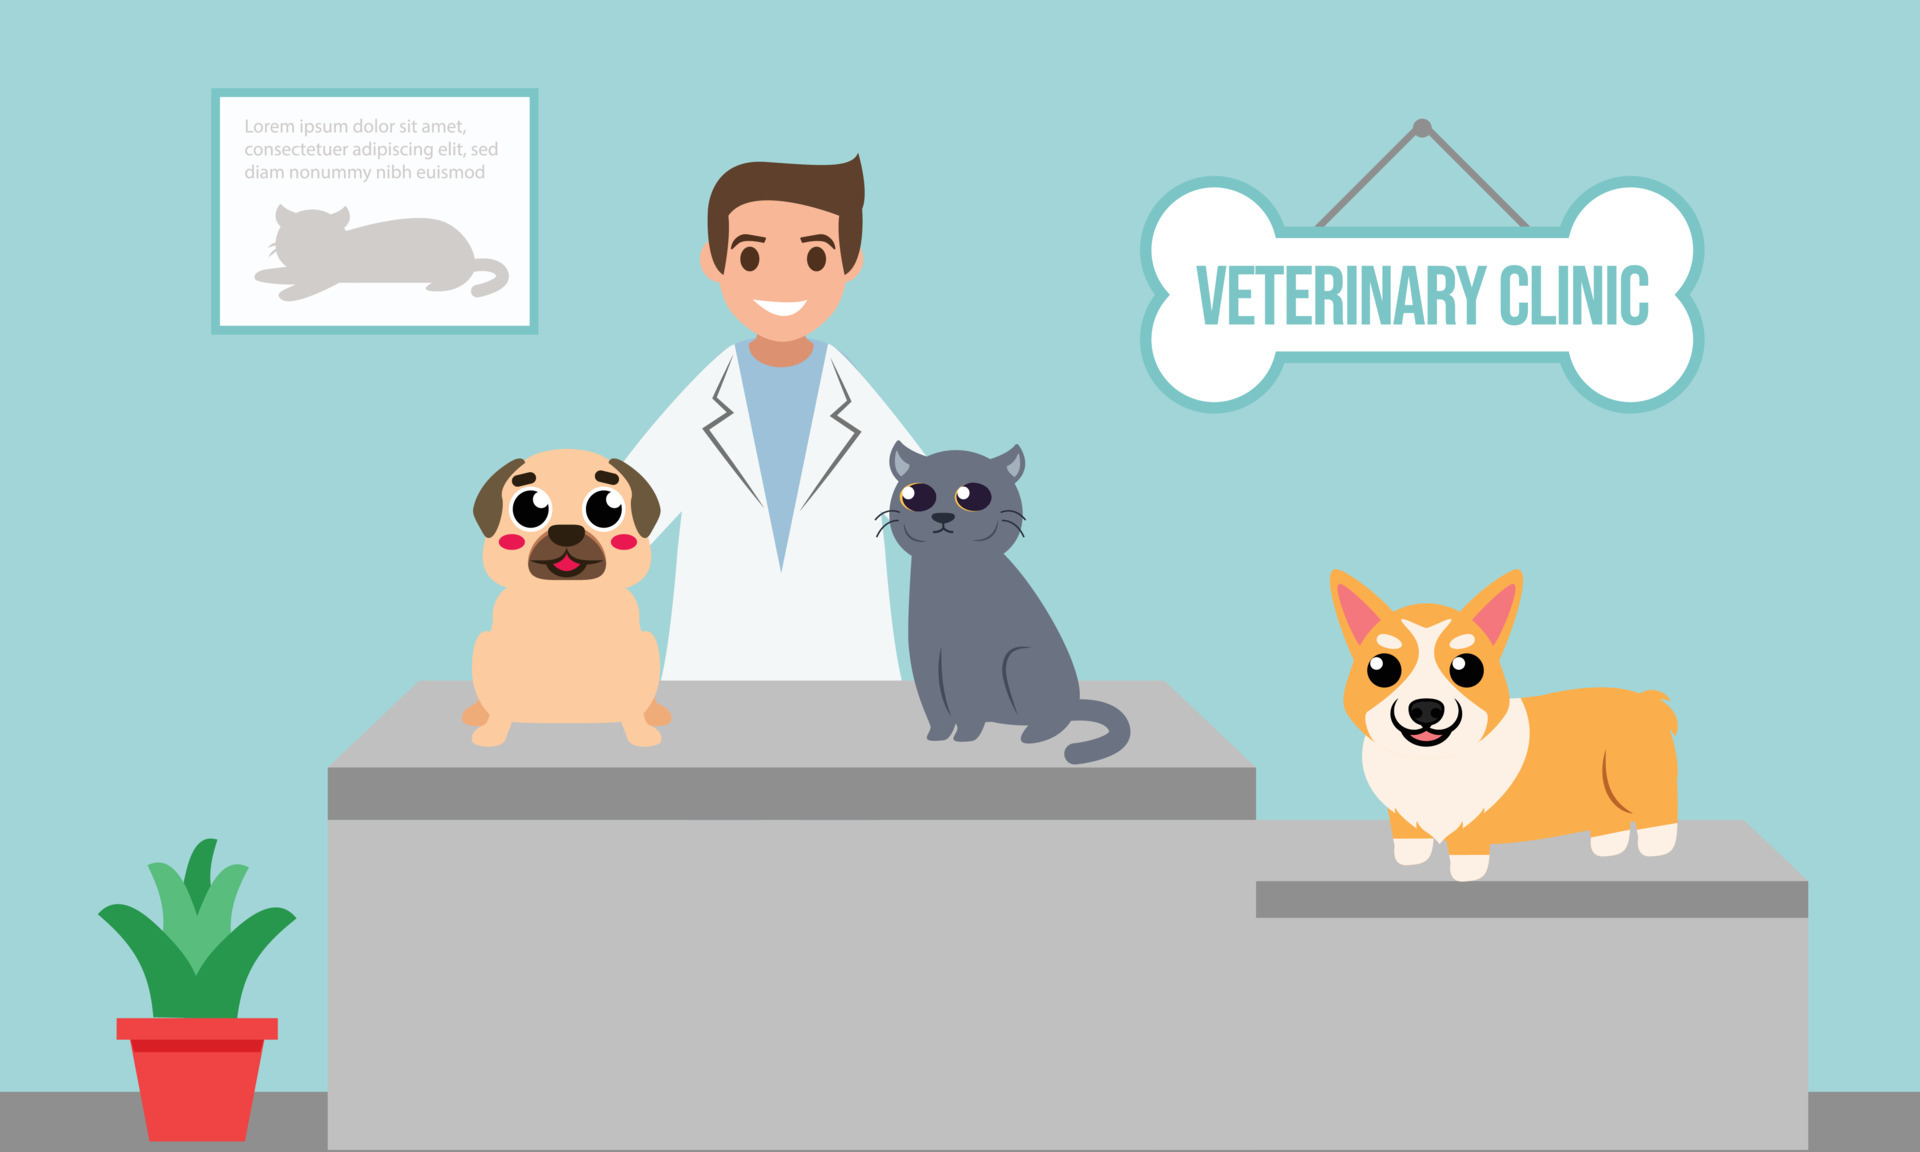 Lorem ipsum dolor sit amet,
consectetuer adipiscing elit, sed
diam nonummy nibh euismod
VETERINARY CLINIC